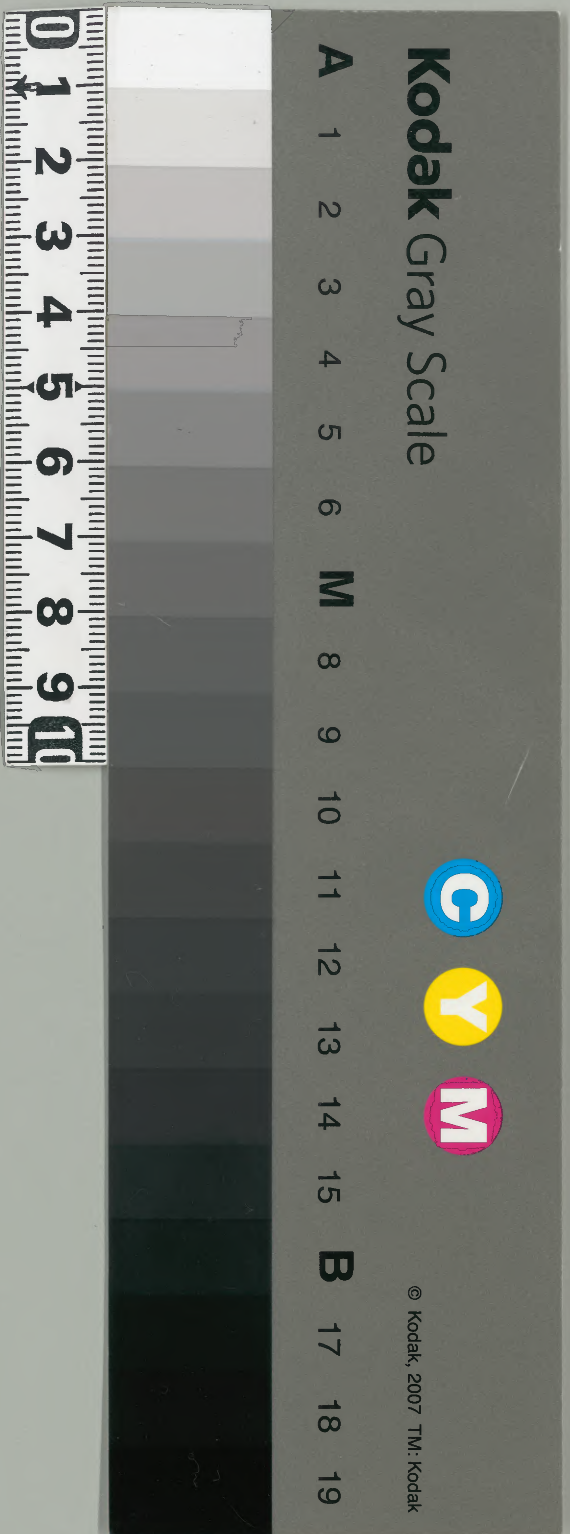 Kodak Gray Scale
C Y M
© Kodak, 2007 TM: Kodak
A 1 2 3 4 5 6 M 8 9 10 11 12 13 14 15 B 17 18 19
0 1 2 3 4 5 6 7 8 9 10